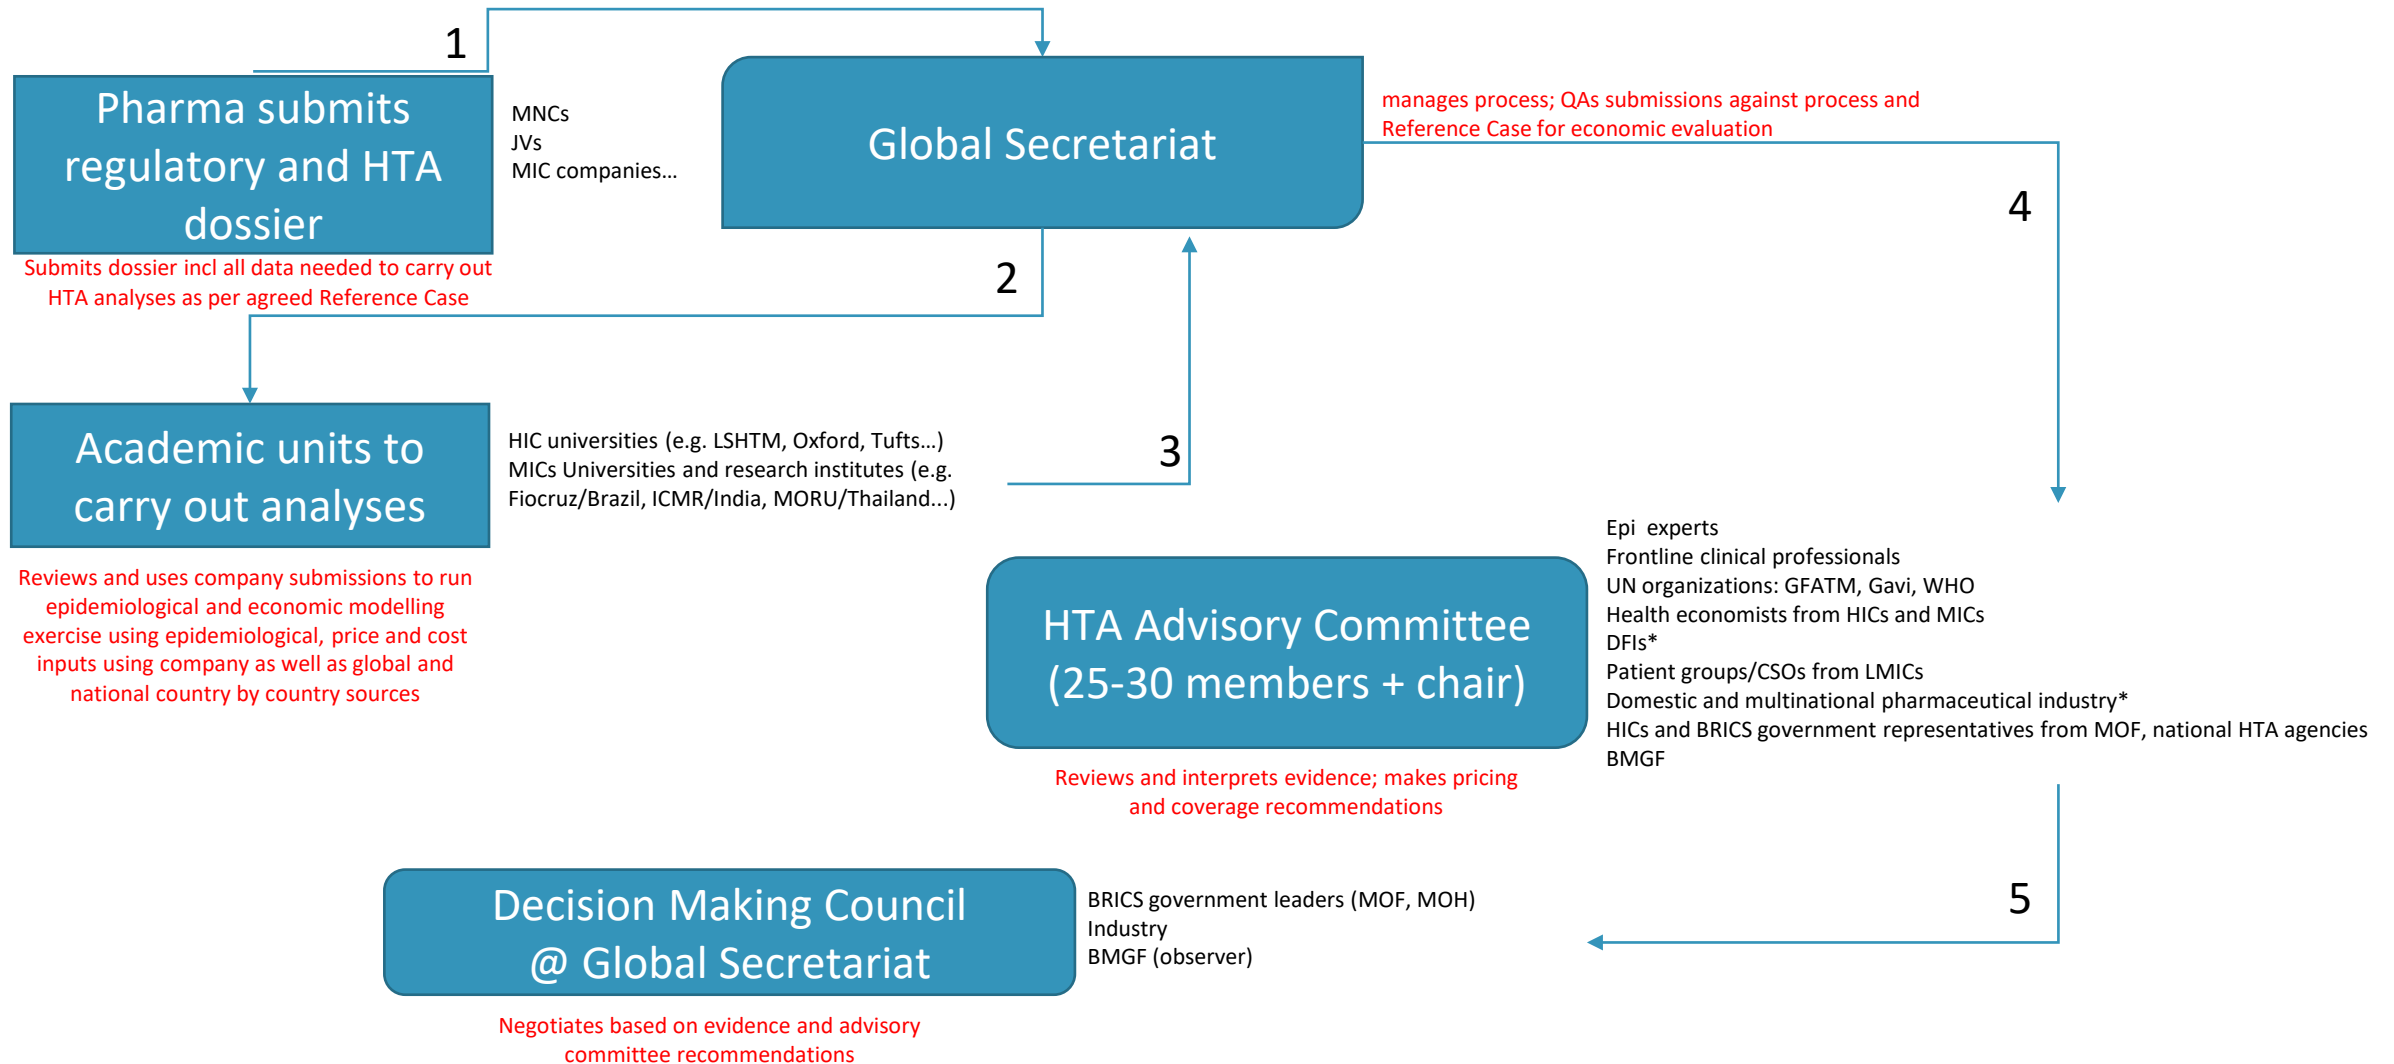 1
Pharma submits
regulatory and HTA
dossier
MNCs
JVs
MIC companies…
Submits dossier incl all data needed to carry out
HTA analyses as per agreed Reference Case
Global Secretariat
manages process; QAs submissions against process and
Reference Case for economic evaluation
2
4
Academic units to
carry out analyses
HIC universities (e.g. LSHTM, Oxford, Tufts…)
MICs Universities and research institutes (e.g.
Fiocruz/Brazil, ICMR/India, MORU/Thailand...)
3
Reviews and uses company submissions to run
epidemiological and economic modelling
exercise using epidemiological, price and cost
inputs using company as well as global and
national country by country sources
HTA Advisory Committee
(25-30 members + chair)
Epi  experts
Frontline clinical professionals
UN organizations: GFATM, Gavi, WHO
Health economists from HICs and MICs
DFIs*
Patient groups/CSOs from LMICs
Domestic and multinational pharmaceutical industry*
HICs and BRICS government representatives from MOF, national HTA agencies
BMGF
Reviews and interprets evidence; makes pricing
and coverage recommendations
5
Decision Making Council
@ Global Secretariat
BRICS government leaders (MOF, MOH)
Industry
BMGF (observer)
Negotiates based on evidence and advisory
committee recommendations